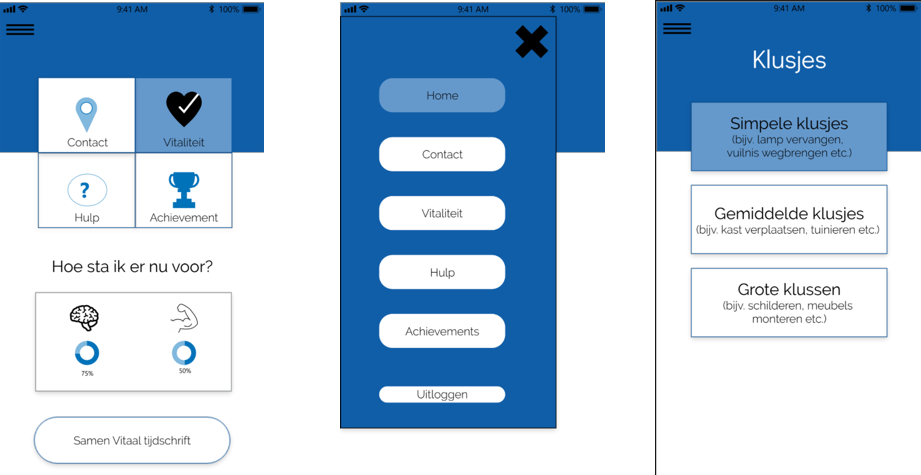 9:41 AM 100%
Contact
Vitaliteit
?
Hulp
Achievement
Hoe sta ik er nu voor?
75%
50%
Samen Vitaal tijdschrift
9:41 AM 100%
Home
Contact
Vitaliteit
Hulp
Achievements
Uitloggen
9:41 AM 100%
Klusjes
Simpele klusjes
(bijv. lamp vervangen,
vuilnis wegbrengen etc.)
Gemiddelde klusjes
(bijv. kast verplaatsen, tuinieren etc.)
Grote klussen
(bijv. schilderen, meubels
monteren etc.)